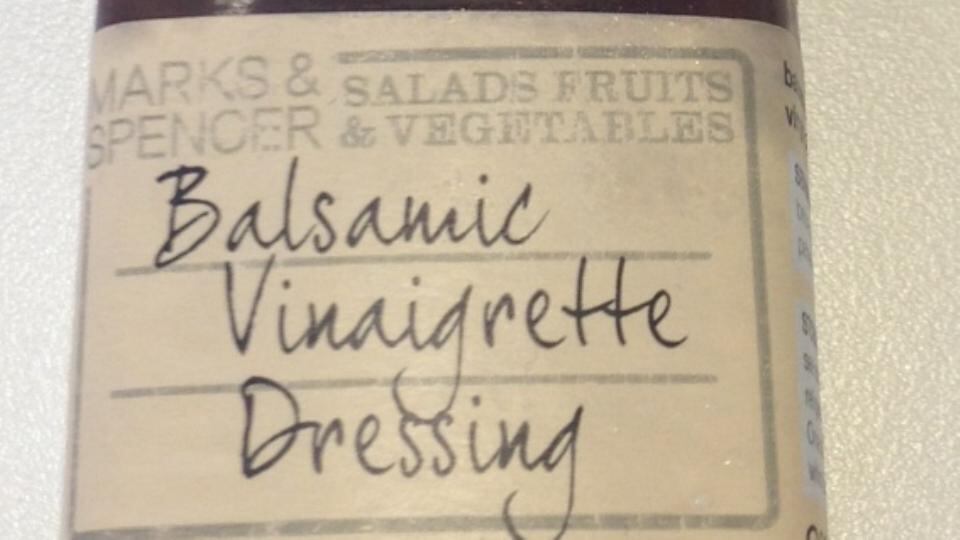 MARKS & SPENCER
SALADS FRUITS & VEGETABLES
Balsamic
Vinaigrette
Dressing